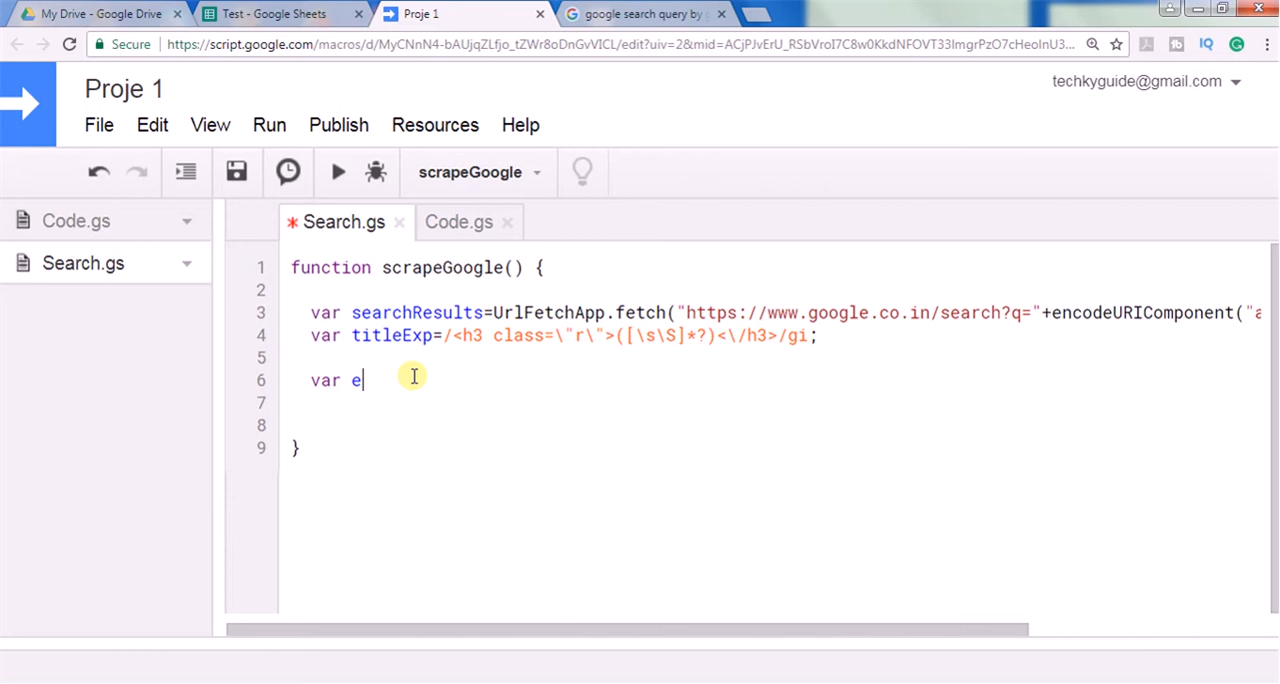 My Drive - Google Drive
Test - Google Sheets
Proje 1
google search query by
Secure
https://script.google.com/macros/d/MyCNnN4-bAUjqZLfjo_tZWr8oDnGvVICL/edit?uiv=2&mid=ACjPJvErU_RSbVroI7C8w0KkdNFOVT33ImgrPzO7cHeoInU3...
Proje 1
techkyguide@gmail.com
File Edit View Run Publish Resources Help
scrapeGoogle
Code.gs
Search.gs
* Search.gs
Code.gs
1 function scrapeGoogle() {
2
3 var searchResults=UrlFetchApp.fetch("https://www.google.co.in/search?q="+encodeURIComponent("a
4 var titleExp=/<h3 class=\"r\">([\s\S]*?)<\/h3>/gi;
5
6 var e
7
8
9 }